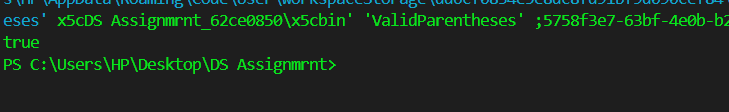 eses' x5cDS Assignmrnt_62ce0850\x5cbin' 'ValidParentheses' ;5758f3e7-63bf-4e0b-b2
true
PS C:\Users\HP\Desktop\DS Assignmrnt>